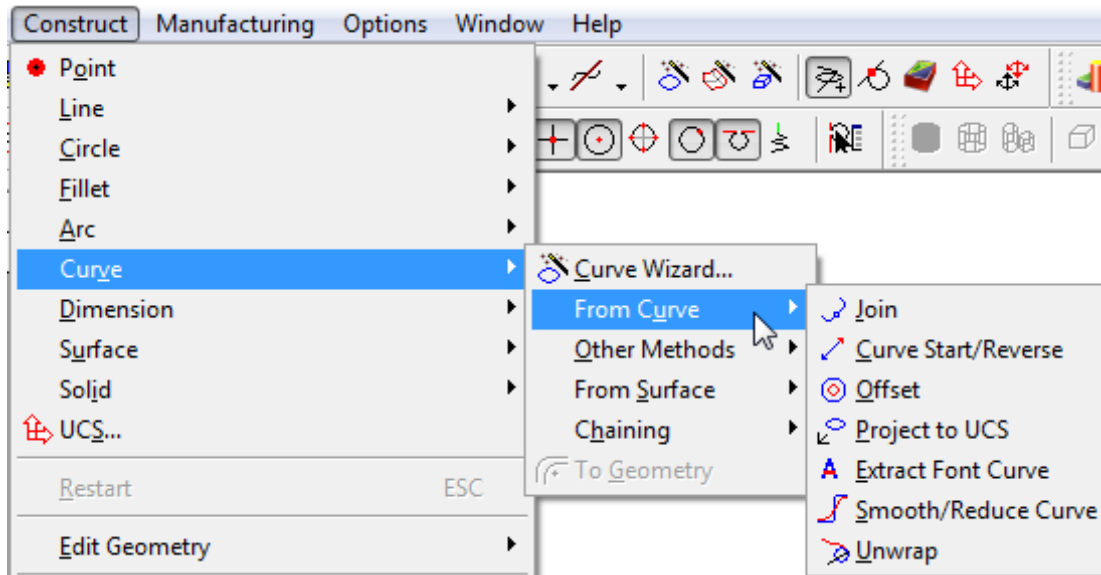 Construct Manufacturing Options Window Help
Point
Line
Circle
Fillet
Arc
Curve
Dimension
Surface
Solid
UCS...
Restart ESC
Edit Geometry
Curve Wizard...
From Curve
Other Methods
From Surface
Chaining
To Geometry
Join
Curve Start/Reverse
Offset
Project to UCS
Extract Font Curve
Smooth/Reduce Curve
Unwrap